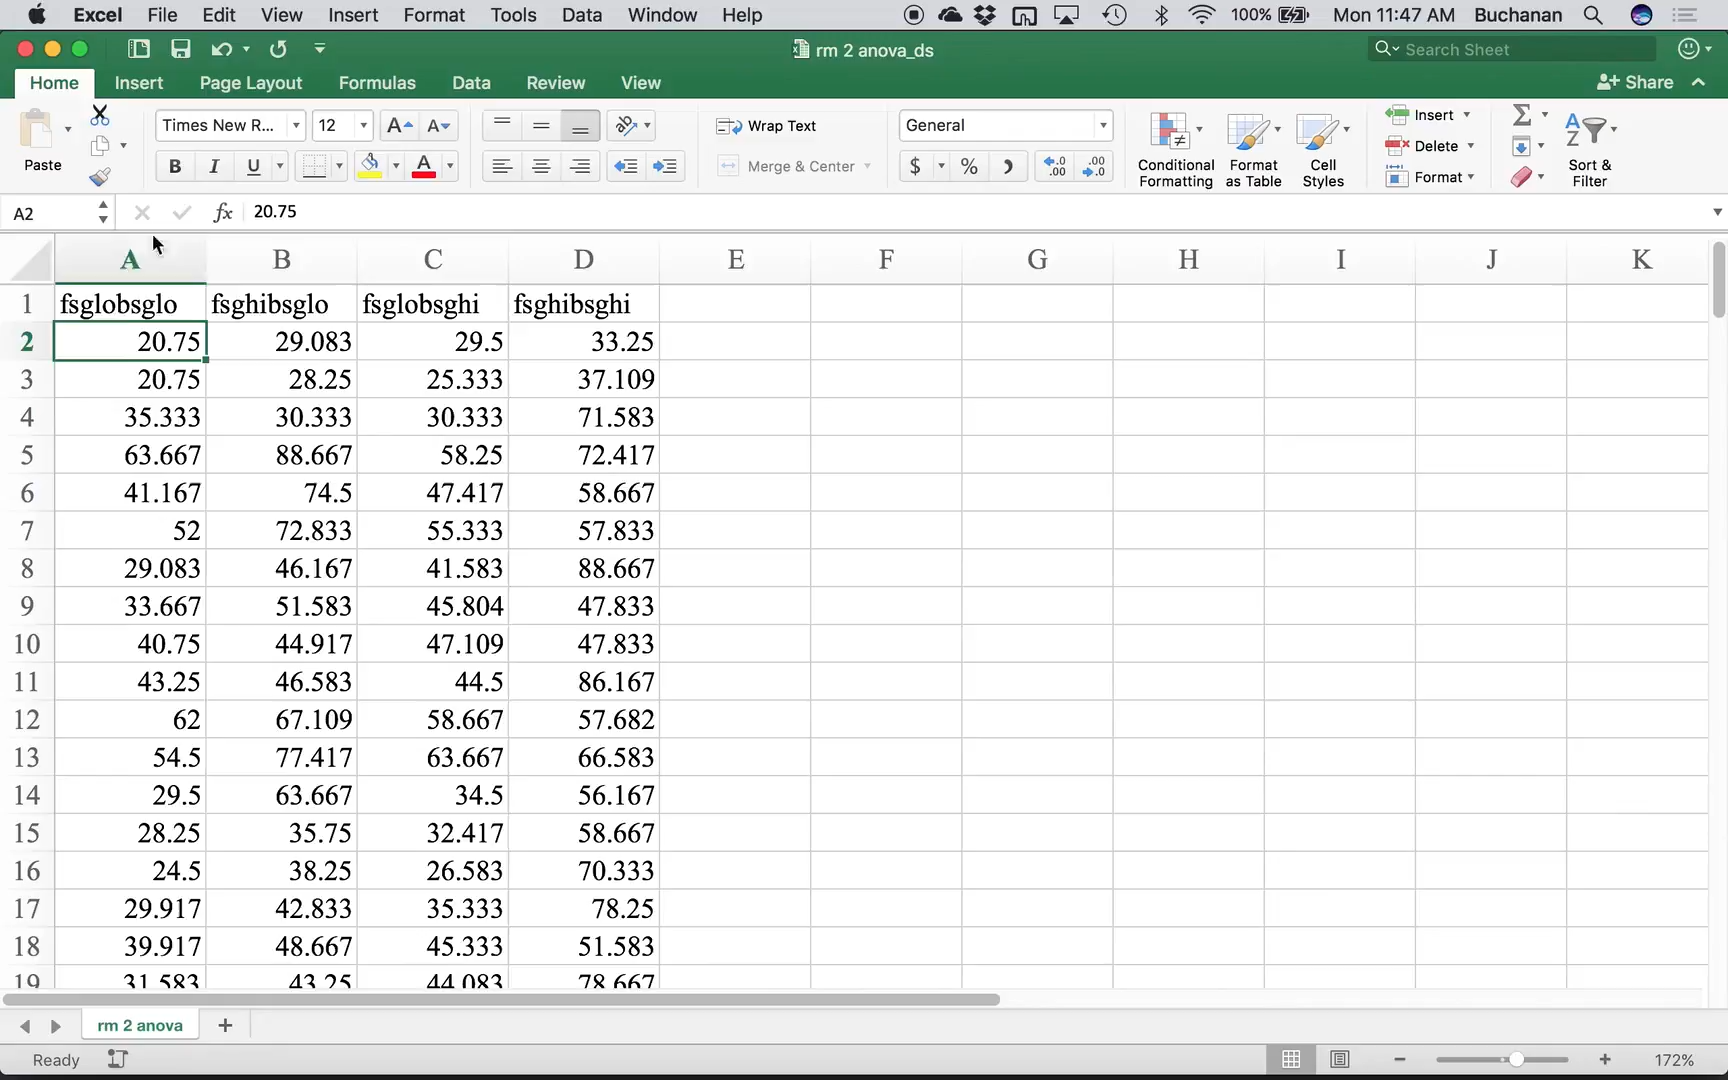 Excel File Edit View Insert Format Tools Data Window Help 100% Mon 11:47 AM Buchanan
rm 2 anova_ds Search Sheet
Home Insert Page Layout Formulas Data Review View Share
Paste Times New R... 12 A A Wrap Text General Insert
B I U A Merge & Center $ % Conditional Formatting Format as Table Cell Styles Delete Format Sort & Filter
A2 fx 20.75
A B C D E F G H I J K
1 fsglobsglo fsghibsglo fsglobsghi fsghibsghi
2 20.75 29.083 29.5 33.25
3 20.75 28.25 25.333 37.109
4 35.333 30.333 30.333 71.583
5 63.667 88.667 58.25 72.417
6 41.167 74.5 47.417 58.667
7 52 72.833 55.333 57.833
8 29.083 46.167 41.583 88.667
9 33.667 51.583 45.804 47.833
10 40.75 44.917 47.109 47.833
11 43.25 46.583 44.5 86.167
12 62 67.109 58.667 57.682
13 54.5 77.417 63.667 66.583
14 29.5 63.667 34.5 56.167
15 28.25 35.75 32.417 58.667
16 24.5 38.25 26.583 70.333
17 29.917 42.833 35.333 78.25
18 39.917 48.667 45.333 51.583
19 31.583 43.25 44.083 78.667
rm 2 anova +
Ready 172%